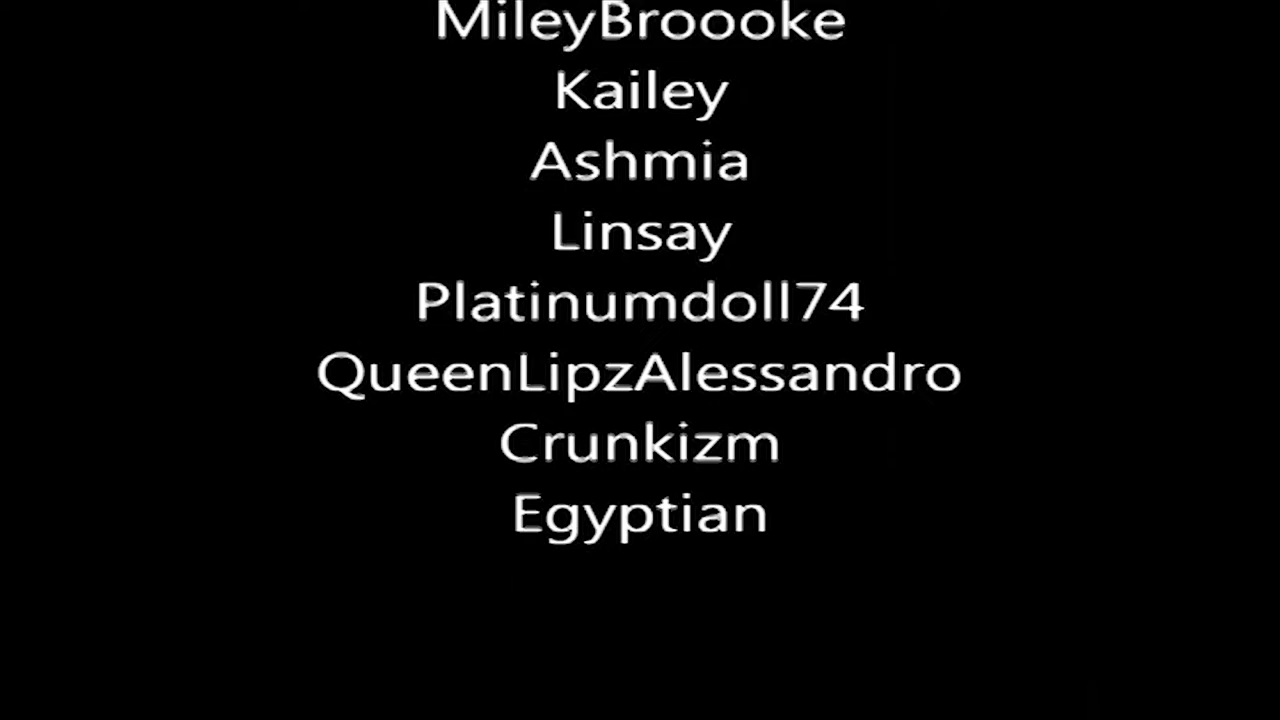 MileyBroooke
Kailey
Ashmia
Linsay
Platinumdoll74
QueenLipzAlessandro
Crunkizm
Egyptian